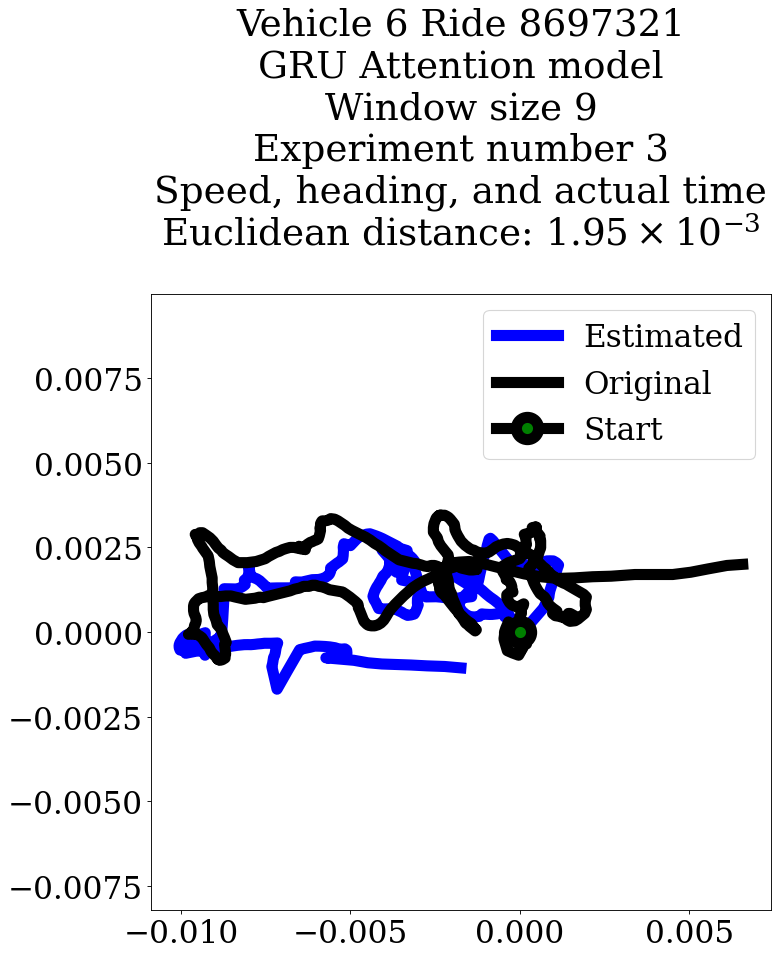 Vehicle 6 Ride 8697321
GRU Attention model
Window size 9
Experiment number 3
Speed, heading, and actual time
Euclidean distance: 1.95 × 10⁻³
Estimated
Original
Start
0.0075
0.0050
0.0025
0.0000
−0.0025
−0.0050
−0.0075
−0.010
−0.005
0.000
0.005